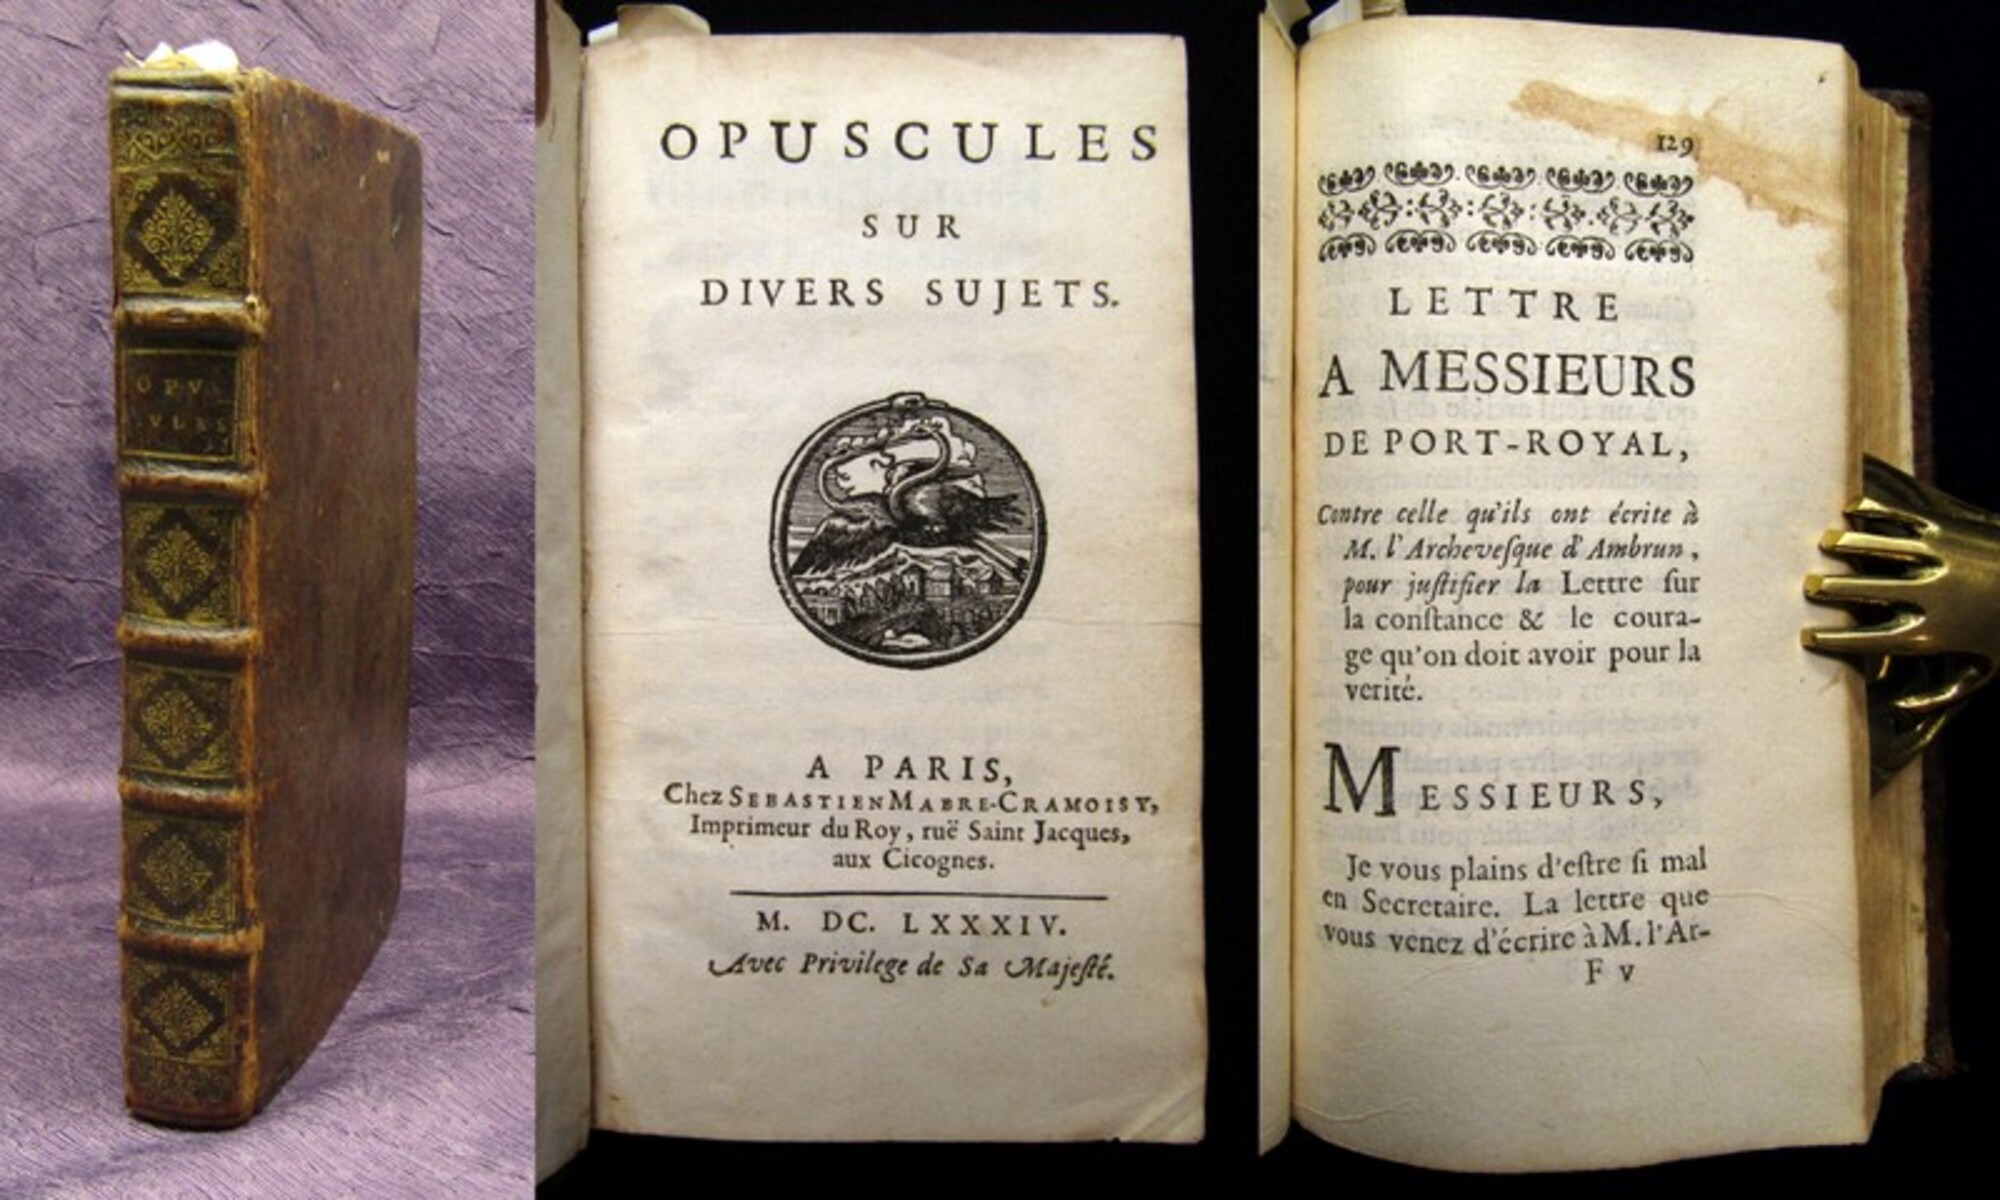 OPUSCULES
SUR
DIVERS SUJETS.
A PARIS,
Chez SEBASTIEN MABRE-CRAMOISY,
Imprimeur du Roy, ruë Saint Jacques,
aux Cicognes.
M. DC. LXXXIV.
Avec Privilege de Sa Majesté.
129
LETTRE
A MESSIEURS
DE PORT-ROYAL,
Contre celle qu'ils ont écrite à
M. l'Archeveſque d'Ambrun,
pour juſtifier la Lettre ſur
la conſtance & le coura-
ge qu'on doit avoir pour la
verité.
MESSIEURS,
Je vous plains d'eſtre ſi mal
en Secretaire. La lettre que
vous venez d'écrire à M. l'Ar-
F v